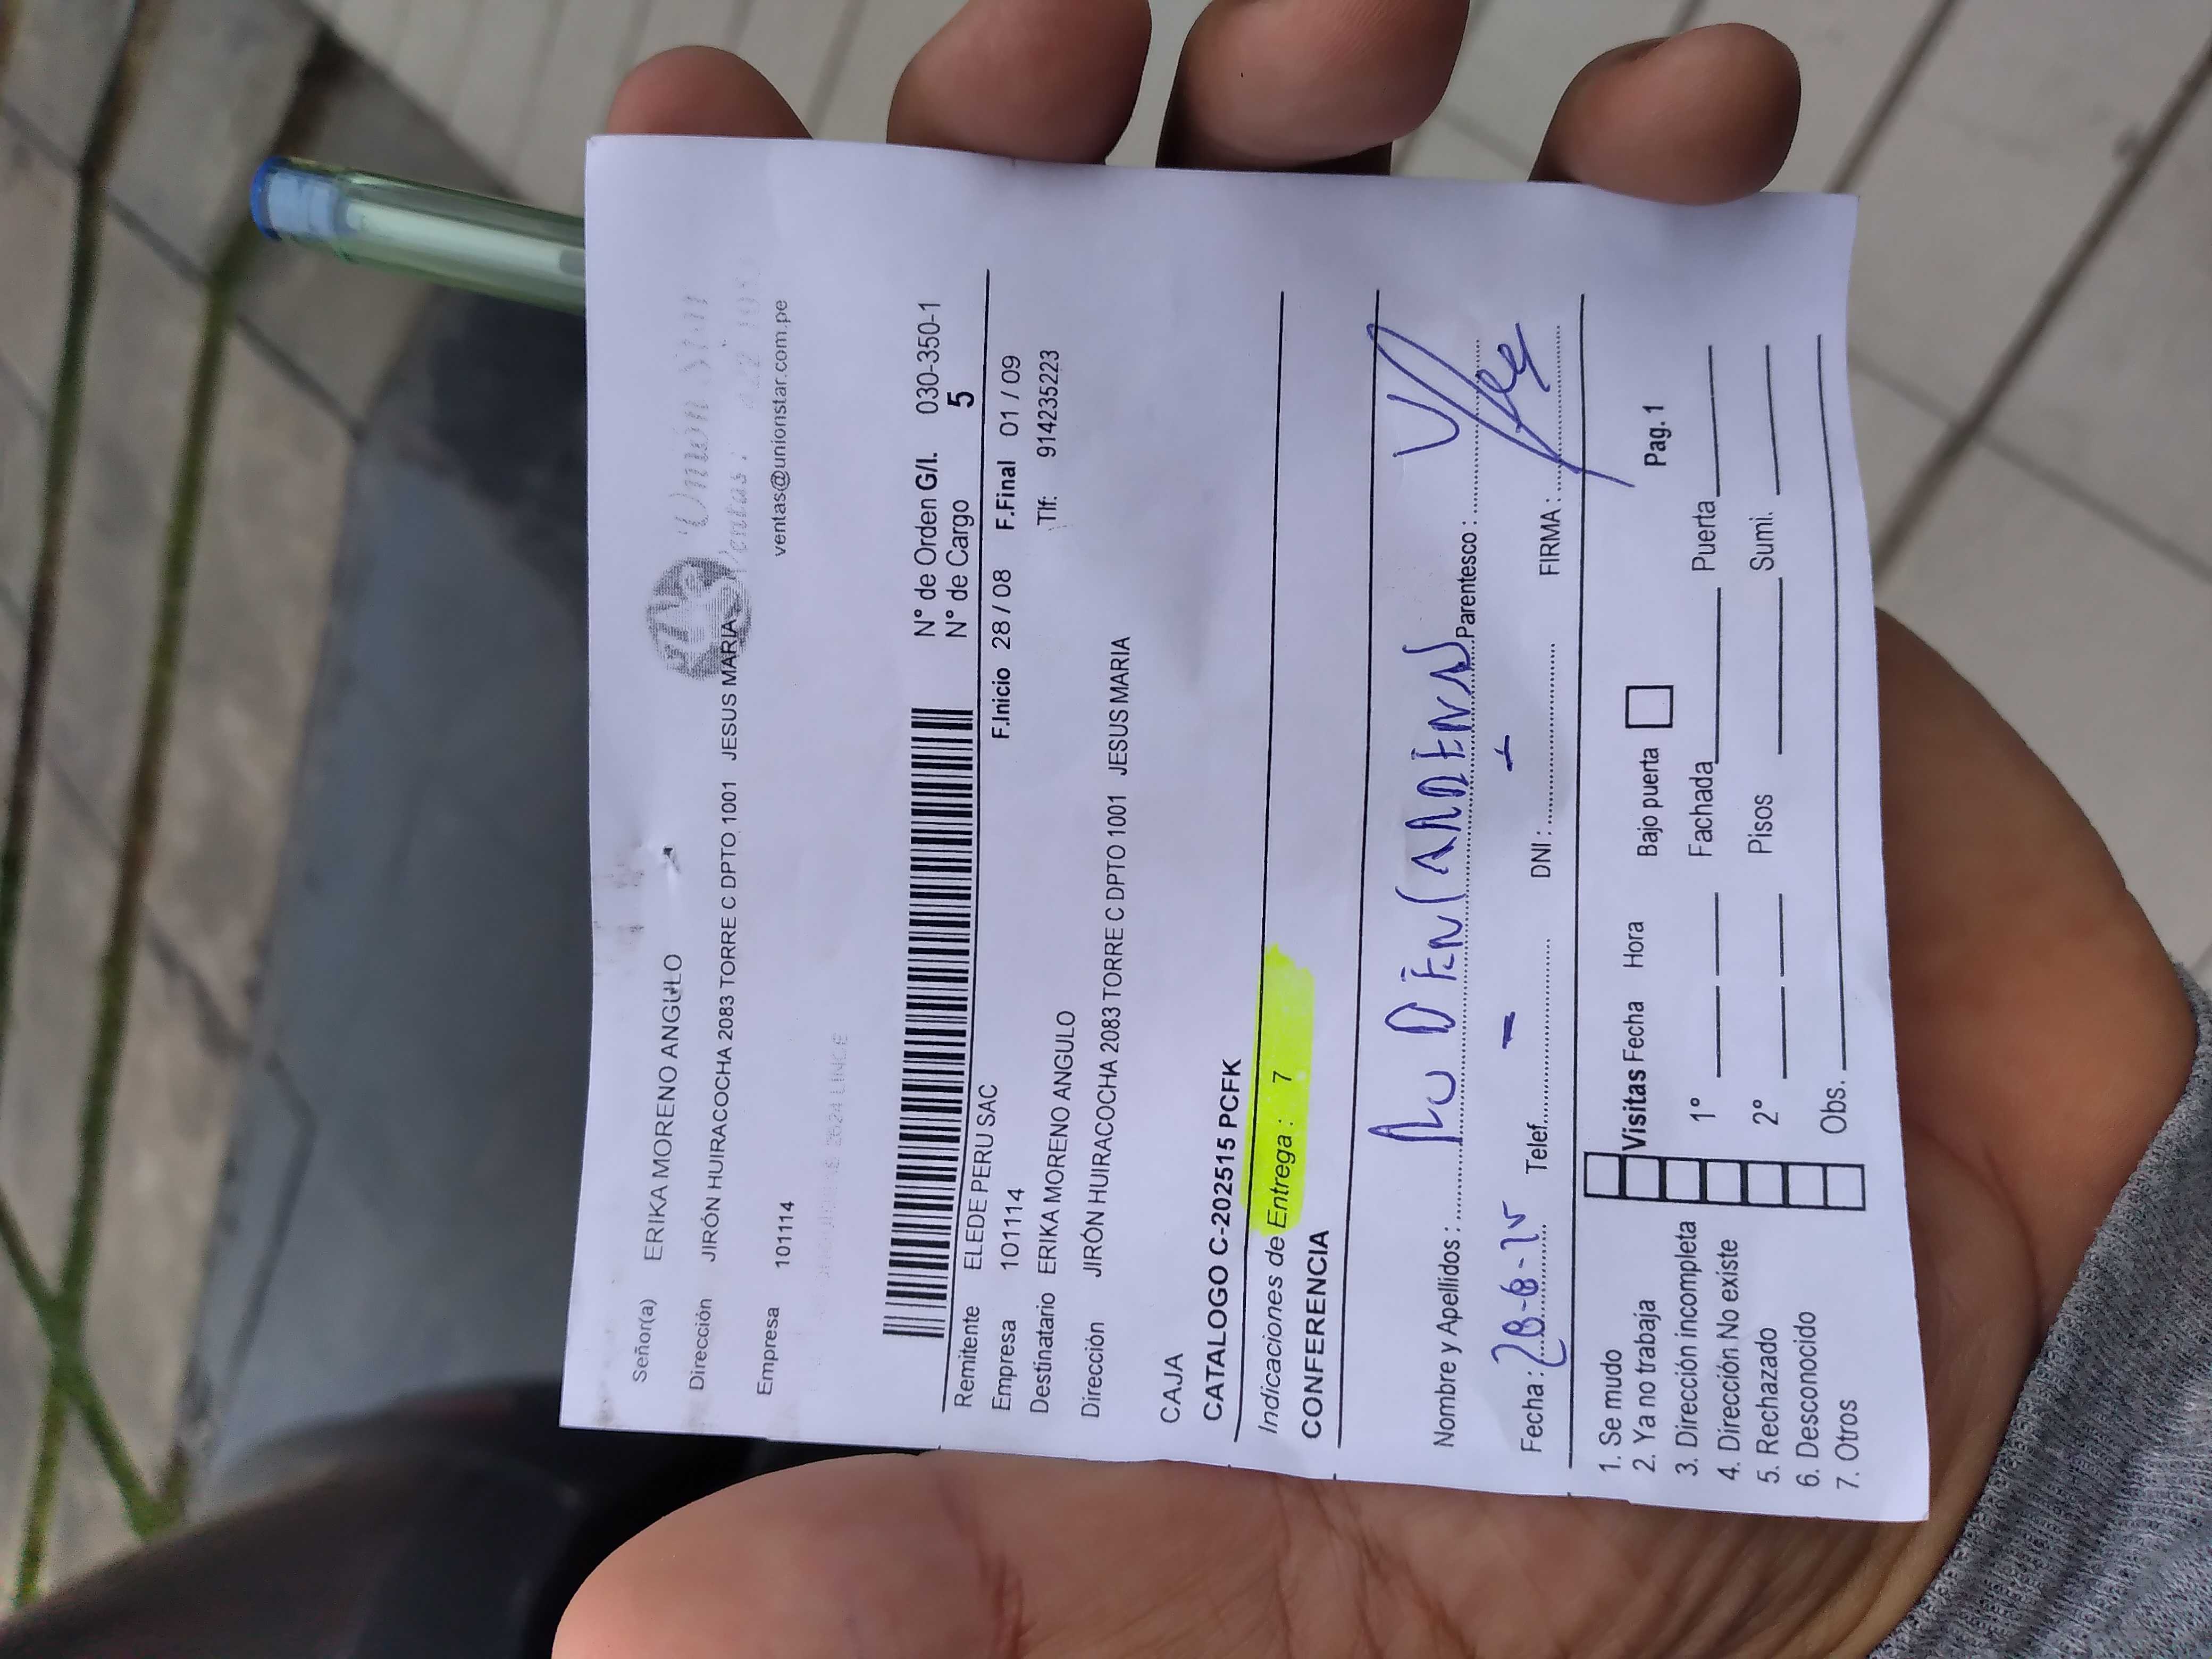 Unión Star
Ventas:
ventas@unionstar.com.pe
Señor(a) ERIKA MORENO ANGULO
Dirección JIRÓN HUIRACOCHA 2083 TORRE C DPTO 1001 JESUS MARIA
Empresa 101114
2624 LINCE
N° de Orden G/I. 030-350-1
N° de Cargo 5
Remitente ELEDE PERU SAC
F.Inicio 28 / 08 F.Final 01 / 09
Empresa 101114
Tlf: 914235223
Destinatario ERIKA MORENO ANGULO
Dirección JIRÓN HUIRACOCHA 2083 TORRE C DPTO 1001 JESUS MARIA
CAJA
CATALOGO C-202515 PCFK
Indicaciones de Entrega : 7
CONFERENCIA
Nombre y Apellidos : Parentesco :
Fecha : 28-8-25 Telef. - DNI : - FIRMA :
1. Se mudo
2. Ya no trabaja
3. Dirección incompleta
4. Dirección No existe
5. Rechazado
6. Desconocido
7. Otros
Visitas Fecha Hora Bajo puerta Pag. 1
1° Fachada Puerta
2° Pisos Sumi.
Obs.